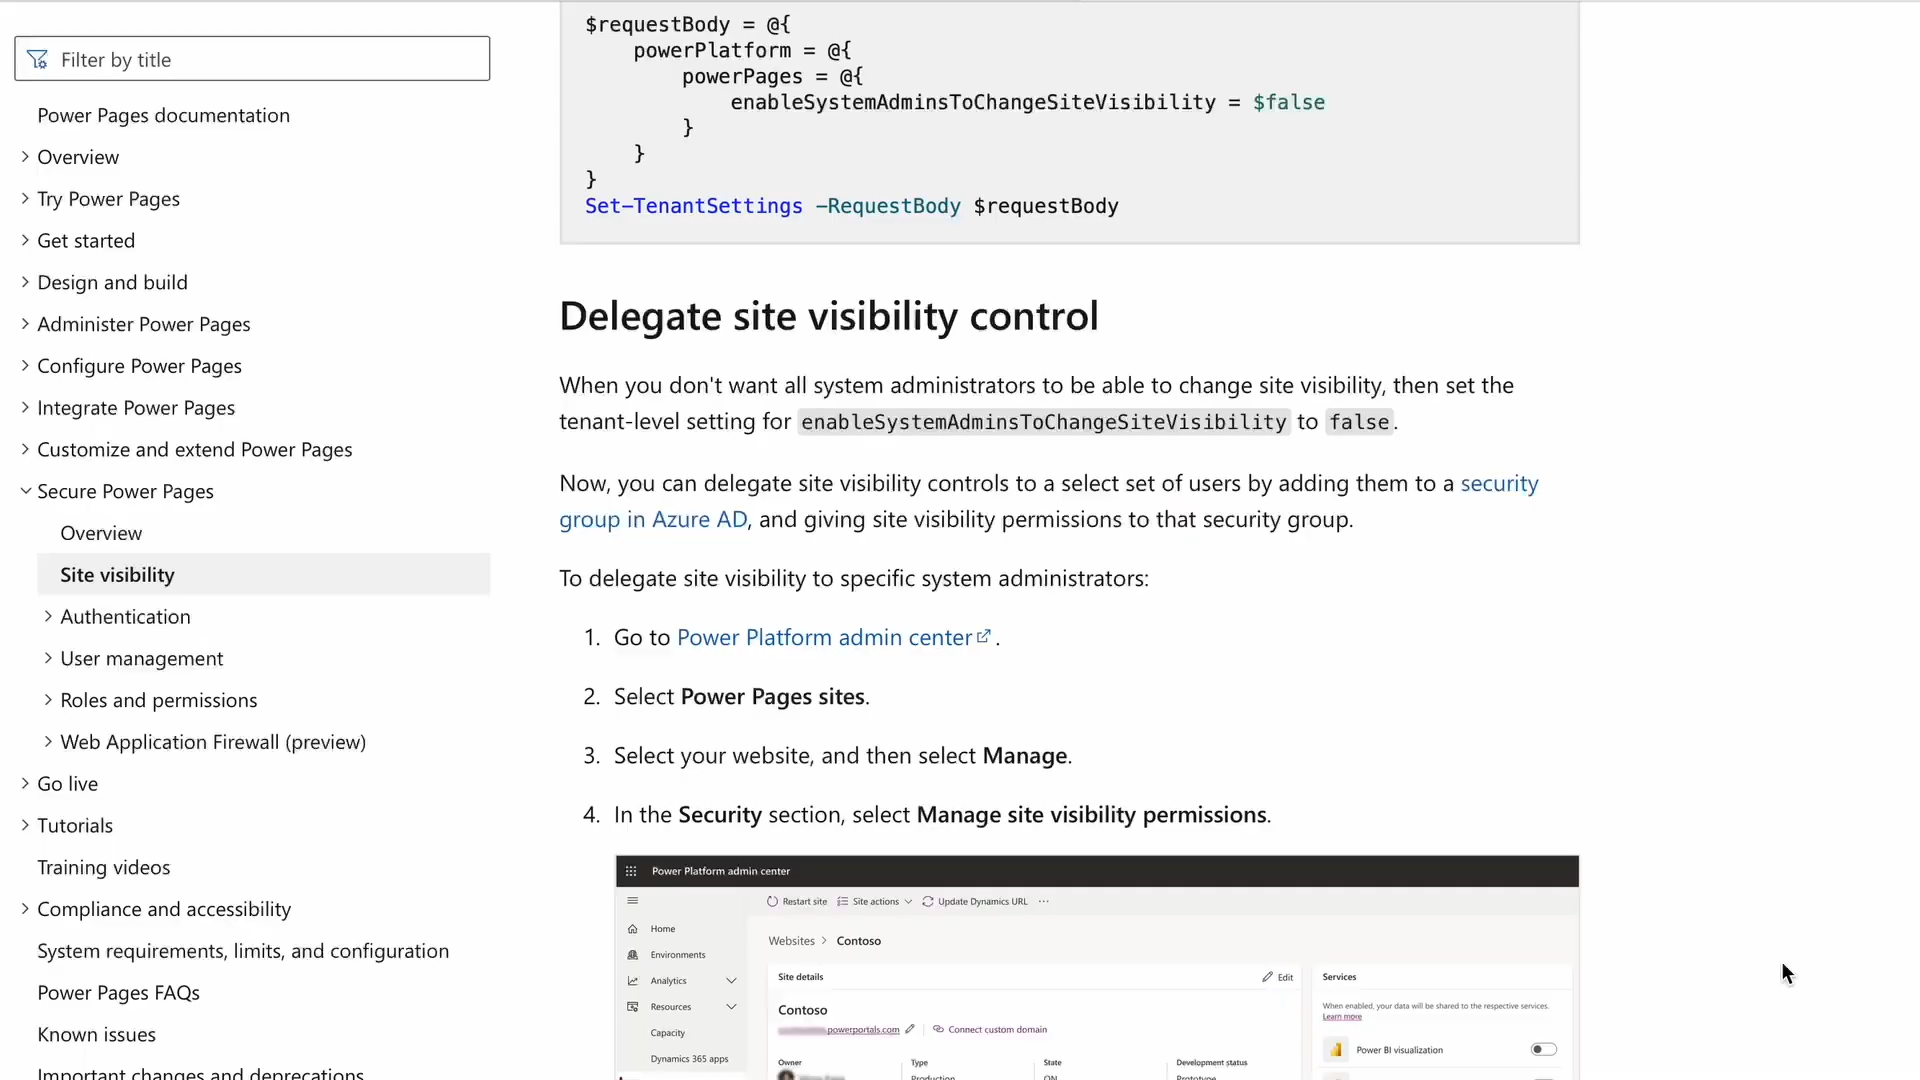 Filter by title
Power Pages documentation
Overview
Try Power Pages
Get started
Design and build
Administer Power Pages
Configure Power Pages
Integrate Power Pages
Customize and extend Power Pages
Secure Power Pages
Overview
Site visibility
Authentication
User management
Roles and permissions
Web Application Firewall (preview)
Go live
Tutorials
Training videos
Compliance and accessibility
System requirements, limits, and configuration
Power Pages FAQs
Known issues
Important changes and deprecations
$requestBody = @{
powerPlatform = @{
powerPages = @{
enableSystemAdminsToChangeSiteVisibility = $false
}
}
}
Set-TenantSettings -RequestBody $requestBody
Delegate site visibility control
When you don't want all system administrators to be able to change site visibility, then set the
tenant-level setting for enableSystemAdminsToChangeSiteVisibility to false.
Now, you can delegate site visibility controls to a select set of users by adding them to a security
group in Azure AD, and giving site visibility permissions to that security group.
To delegate site visibility to specific system administrators:
1. Go to Power Platform admin center .
2. Select Power Pages sites.
3. Select your website, and then select Manage.
4. In the Security section, select Manage site visibility permissions.
Power Platform admin center
Restart site Site actions Update Dynamics URL ···
Home
Environments
Analytics
Resources
Capacity
Dynamics 365 apps
Websites > Contoso
Site details Edit
Contoso
.powerportals.com Connect custom domain
Owner Type State Development status
Production ON Prototype
Services
When enabled, your data will be shared to the respective services.
Learn more
Power BI visualization